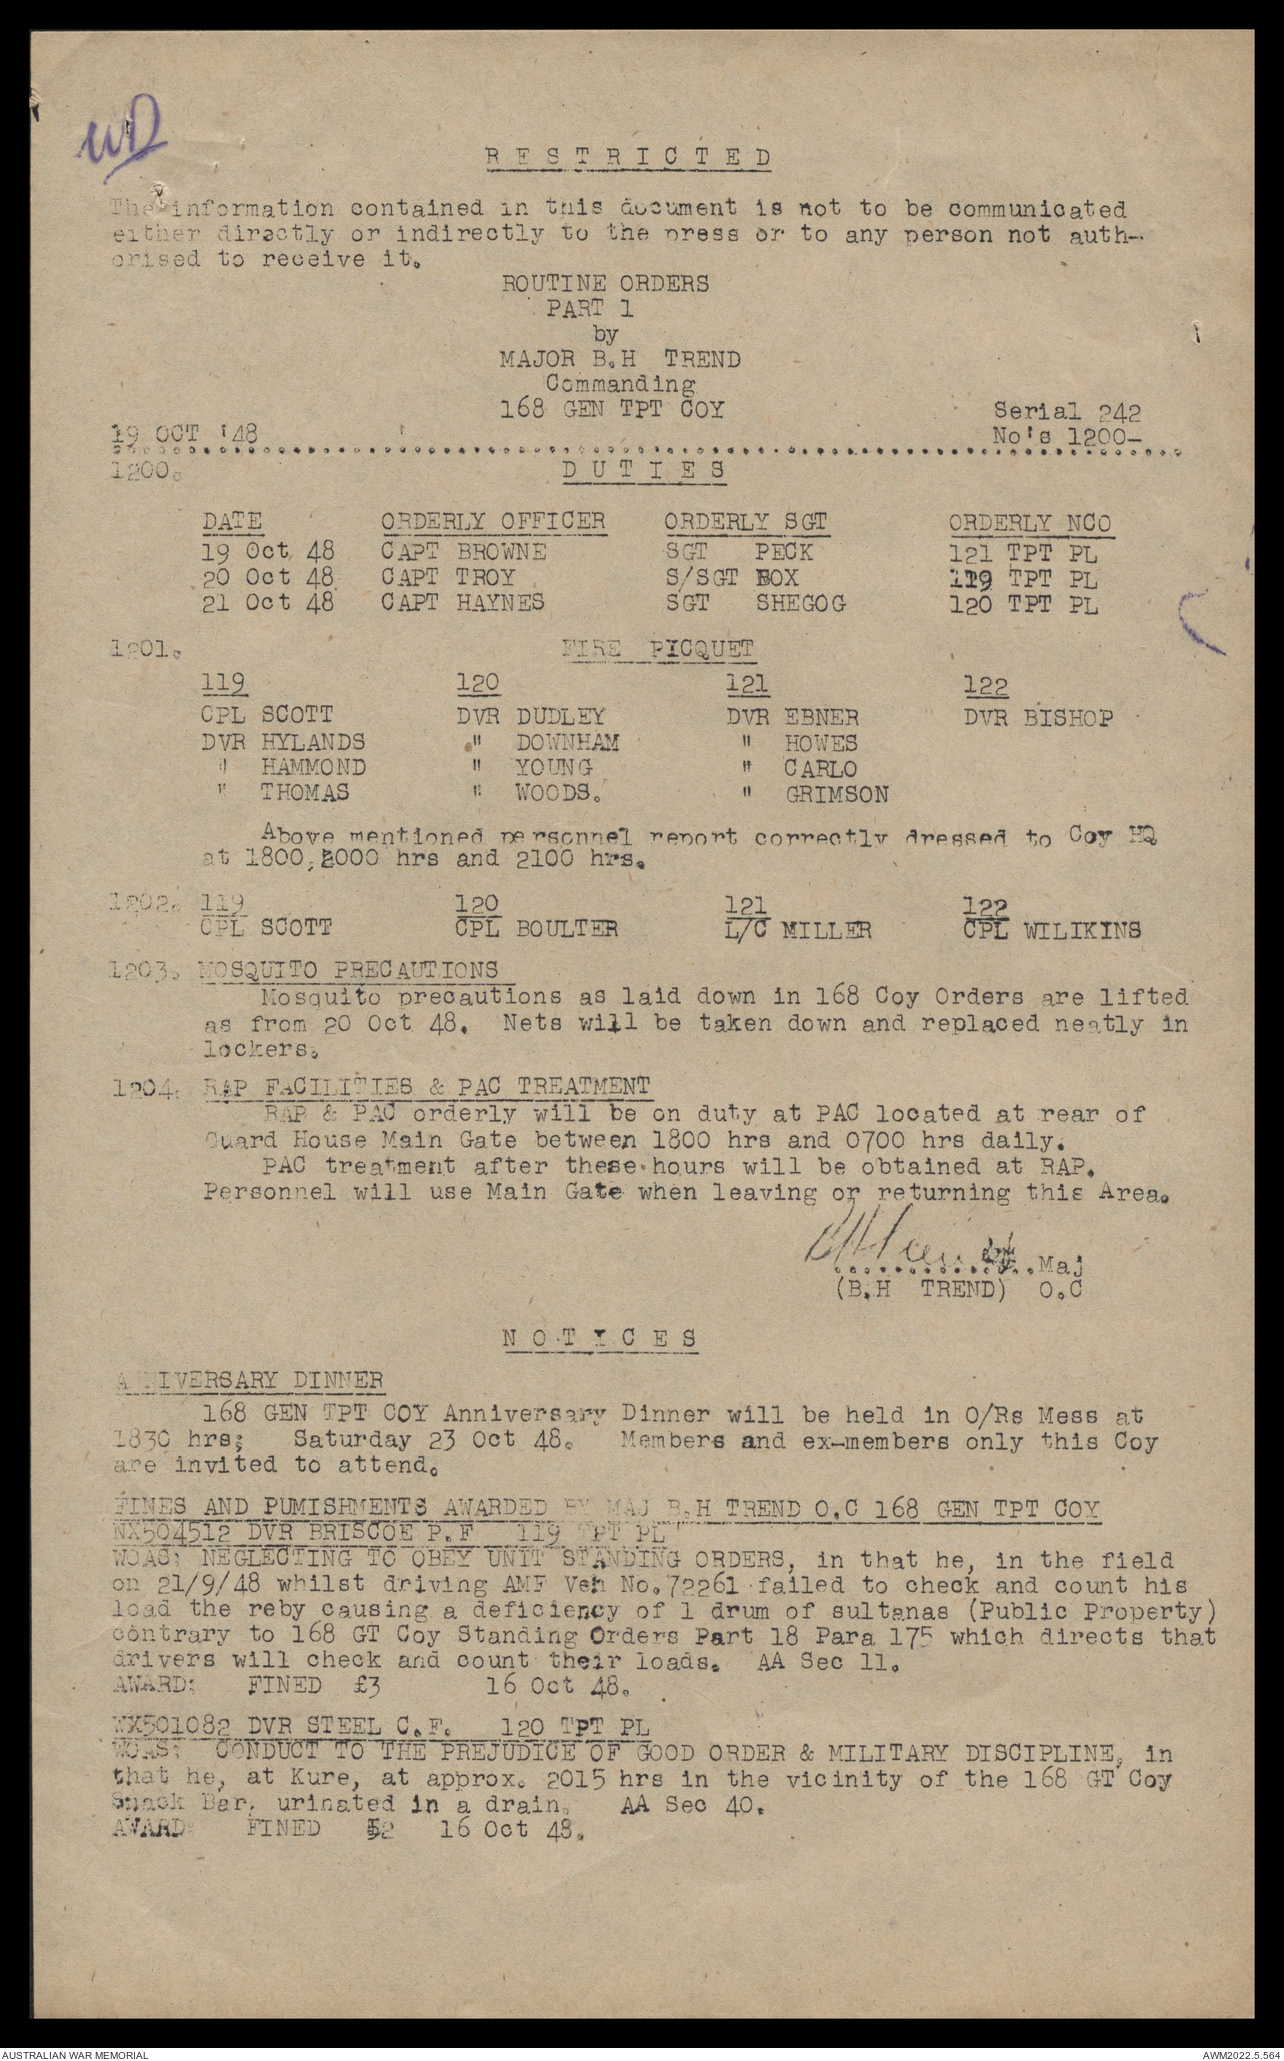 WD
RESTRICTED
The information contained in this document is not to be communicated
either directly or indirectly to the press or to any person not auth-
orised to receive it.
ROUTINE ORDERS
PART 1
by
MAJOR B.H TREND
Commanding
168 GEN TPT COY
Serial 242
19 OCT '48 No's 1200-
1200. DUTIES
DATE ORDERLY OFFICER ORDERLY SGT ORDERLY NCO
19 Oct 48 CAPT BROWNE SGT PECK 121 TPT PL
20 Oct 48 CAPT TROY S/SGT BOX 119 TPT PL
21 Oct 48 CAPT HAYNES SGT SHEGOG 120 TPT PL
1201. FIRE PICQUET
119 120 121 122
CPL SCOTT DVR DUDLEY DVR EBNER DVR BISHOP
DVR HYLANDS " DOWNHAM " HOWES
" HAMMOND " YOUNG " CARLO
" THOMAS " WOODS. " GRIMSON
Above mentioned personnel report correctly dressed to Coy HQ
at 1800, 2000 hrs and 2100 hrs.
1202. 119 120 121 122
CPL SCOTT CPL BOULTER L/C MILLER CPL WILIKINS
1203. MOSQUITO PRECAUTIONS
Mosquito precautions as laid down in 168 Coy Orders are lifted
as from 20 Oct 48. Nets will be taken down and replaced neatly in
lockers.
1204. RAP FACILITIES & PAC TREATMENT
RAP & PAC orderly will be on duty at PAC located at rear of
Guard House Main Gate between 1800 hrs and 0700 hrs daily.
PAC treatment after these hours will be obtained at RAP.
Personnel will use Main Gate when leaving or returning this Area.
BHTrend
..............Maj
(B.H TREND) O.C
NOTICES
ANNIVERSARY DINNER
168 GEN TPT COY Anniversary Dinner will be held in O/Rs Mess at
1830 hrs; Saturday 23 Oct 48. Members and ex-members only this Coy
are invited to attend.
FINES AND PUMISHMENTS AWARDED BY MAJ B.H TREND O.C 168 GEN TPT COY
NX504512 DVR BRISCOE P.F 119 TPT PL
WOAS: NEGLECTING TO OBEY UNIT STANDING ORDERS, in that he, in the field
on 21/9/48 whilst driving AMF Veh No.72261 failed to check and count his
load the reby causing a deficiency of 1 drum of sultanas (Public Property)
contrary to 168 GT Coy Standing Orders Part 18 Para 175 which directs that
drivers will check and count their loads. AA Sec 11.
AWARD: FINED £3 16 Oct 48.
WX501082 DVR STEEL C.F. 120 TPT PL
WOAS: CONDUCT TO THE PREJUDICE OF GOOD ORDER & MILITARY DISCIPLINE, in
that he, at Kure, at approx. 2015 hrs in the vicinity of the 168 GT Coy
Snack Bar, urinated in a drain. AA Sec 40.
AWARD: FINED £2 16 Oct 48.
AUSTRALIAN WAR MEMORIAL AWM2022.5.564